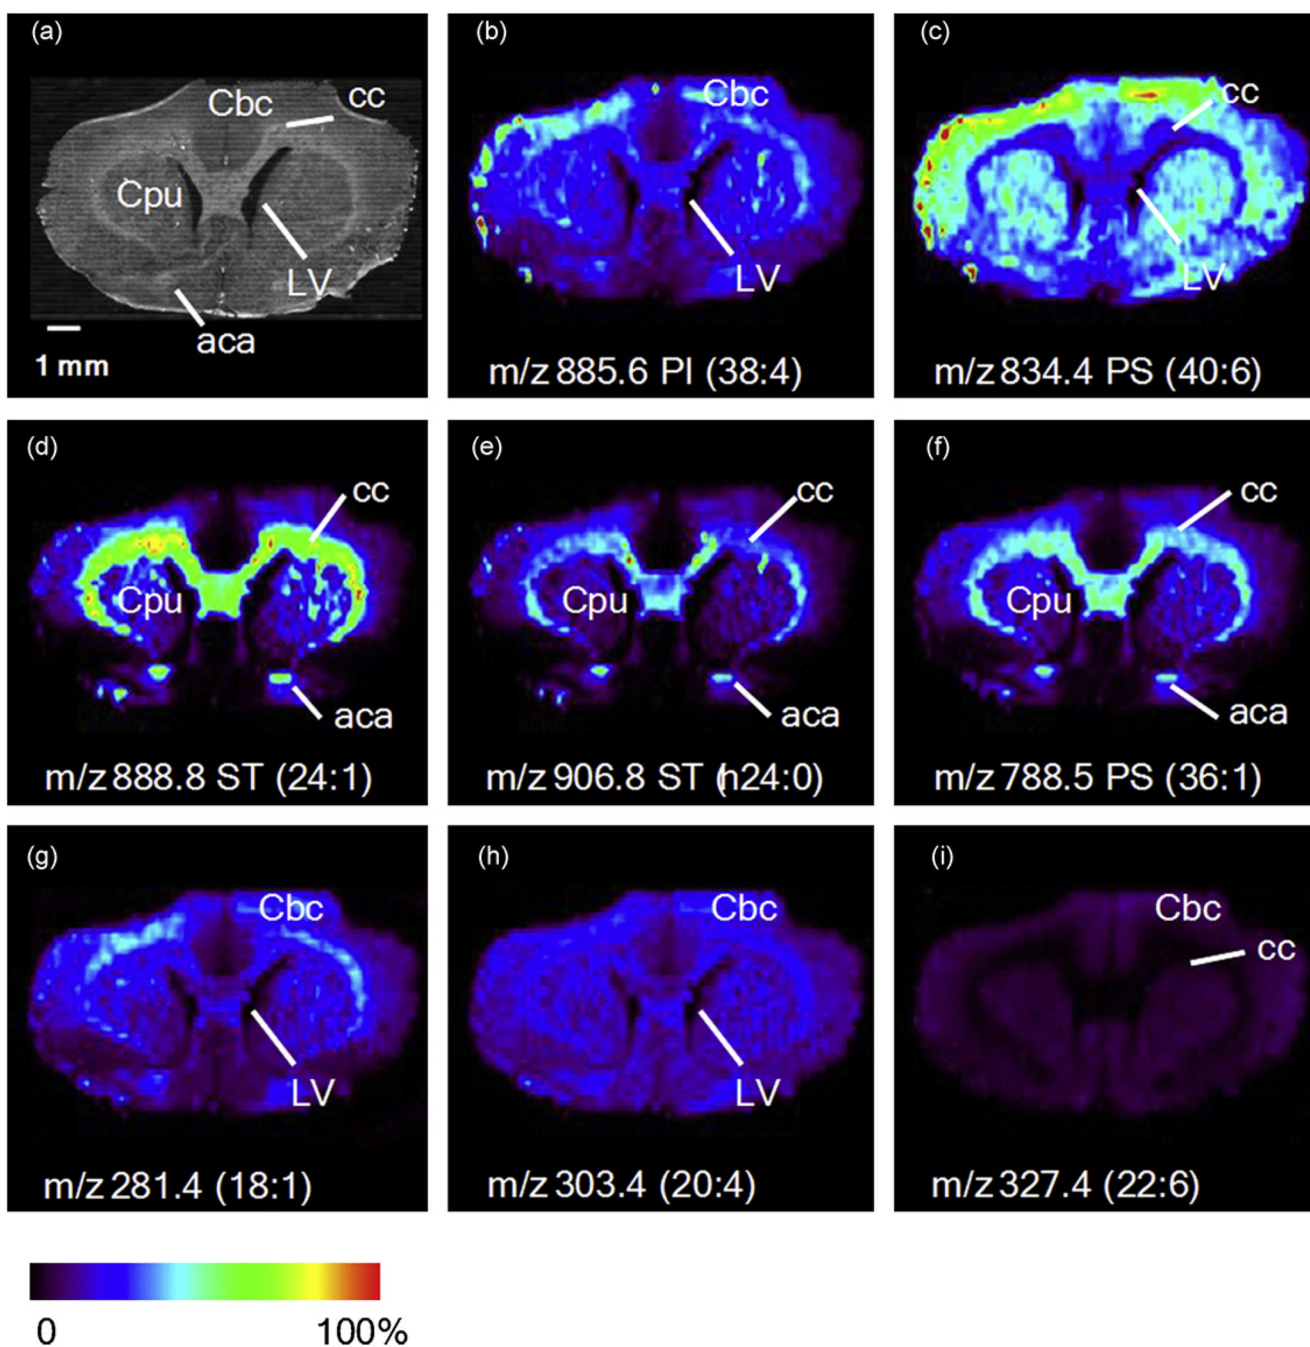 (a)
Cbc
cc
Cpu
LV
aca
1 mm
(b)
Cbc
LV
m/z 885.6 PI (38:4)
(c)
cc
LV
m/z 834.4 PS (40:6)
(d)
cc
Cpu
aca
m/z 888.8 ST (24:1)
(e)
cc
Cpu
aca
m/z 906.8 ST (h24:0)
(f)
cc
Cpu
aca
m/z 788.5 PS (36:1)
(g)
Cbc
LV
m/z 281.4 (18:1)
(h)
Cbc
LV
m/z 303.4 (20:4)
(i)
Cbc
cc
m/z 327.4 (22:6)
0 100%